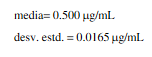 media= 0.500 µg/mL
desv. estd. = 0.0165 µg/mL